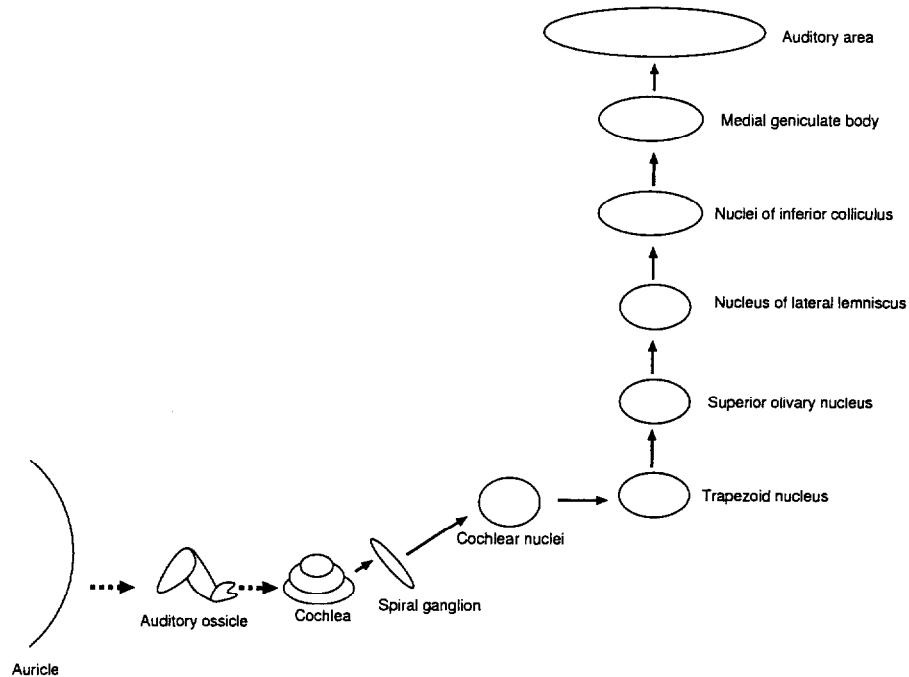 Auditory area
Medial geniculate body
Nuclei of inferior colliculus
Nucleus of lateral lemniscus
Superior olivary nucleus
Trapezoid nucleus
Cochlear nuclei
Spiral ganglion
Cochlea
Auditory ossicle
Auricle